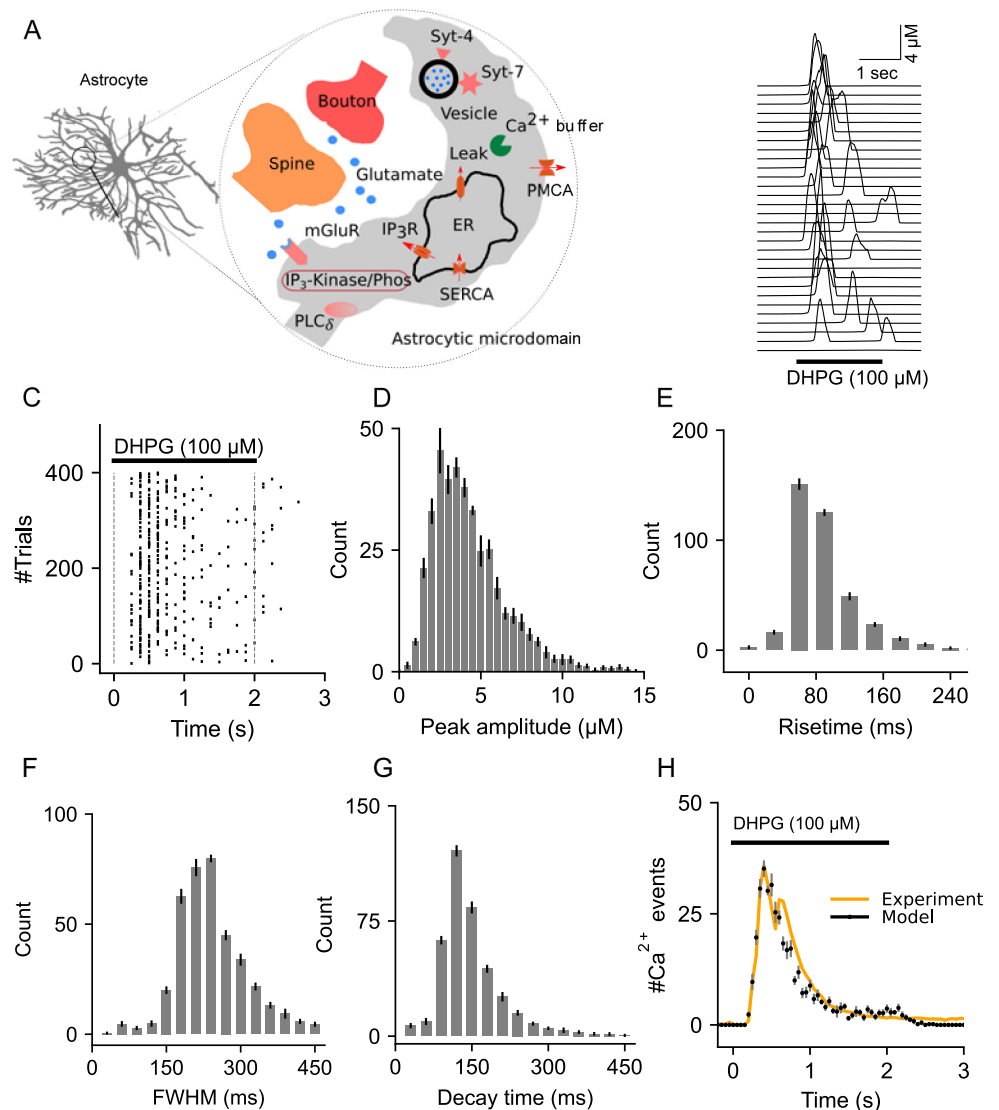 A
Astrocyte
Syt-4
Syt-7
Bouton
Vesicle
Ca2+ buffer
Spine
Leak
Glutamate
PMCA
mGluR
IP3R
ER
IP3-Kinase/Phos
SERCA
PLCδ
Astrocytic microdomain
1 sec
4 µM
DHPG (100 µM)
C
DHPG (100 µM)
400
200
0
#Trials
0 1 2 3
Time (s)
D
50
25
0
Count
0 5 10 15
Peak amplitude (µM)
E
200
100
0
Count
0 80 160 240
Risetime (ms)
F
100
50
0
Count
0 150 300 450
FWHM (ms)
G
150
75
0
Count
0 150 300 450
Decay time (ms)
H
50
25
0
#Ca2+ events
DHPG (100 µM)
Experiment
Model
0 1 2 3
Time (s)